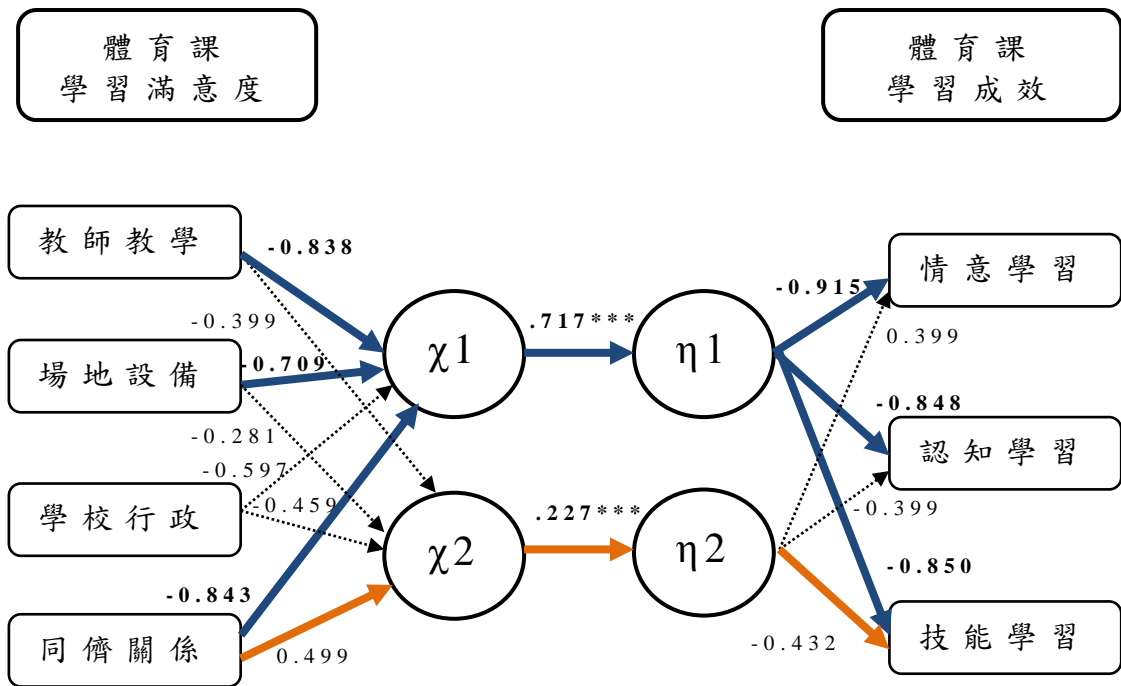 體育課
學習滿意度
體育課
學習成效
教師教學
-0.838
-0.399
場地設備
-0.709
-0.281
-0.597
學校行政
-0.459
-0.843
同儕關係
0.499
χ1
.717***
η1
χ2
.227***
η2
-0.915
情意學習
0.399
-0.848
認知學習
-0.399
-0.850
技能學習
-0.432